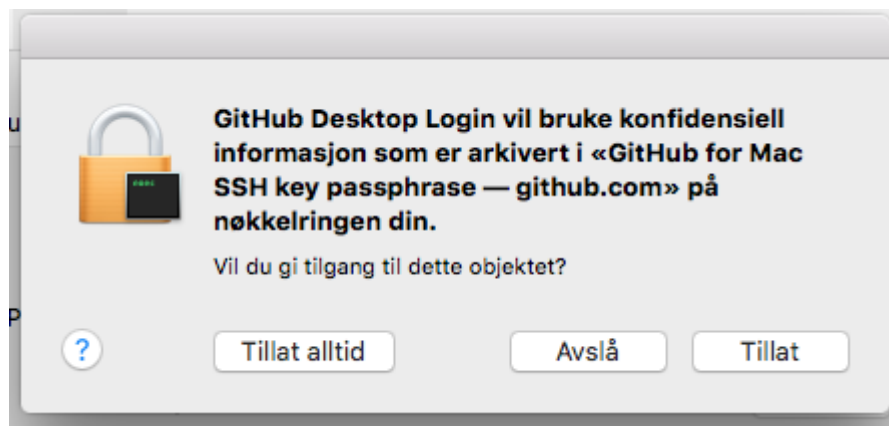 GitHub Desktop Login vil bruke konfidensiell
informasjon som er arkivert i «GitHub for Mac
SSH key passphrase — github.com» på
nøkkelringen din.
Vil du gi tilgang til dette objektet?
?
Tillat alltid
Avslå
Tillat
u
P